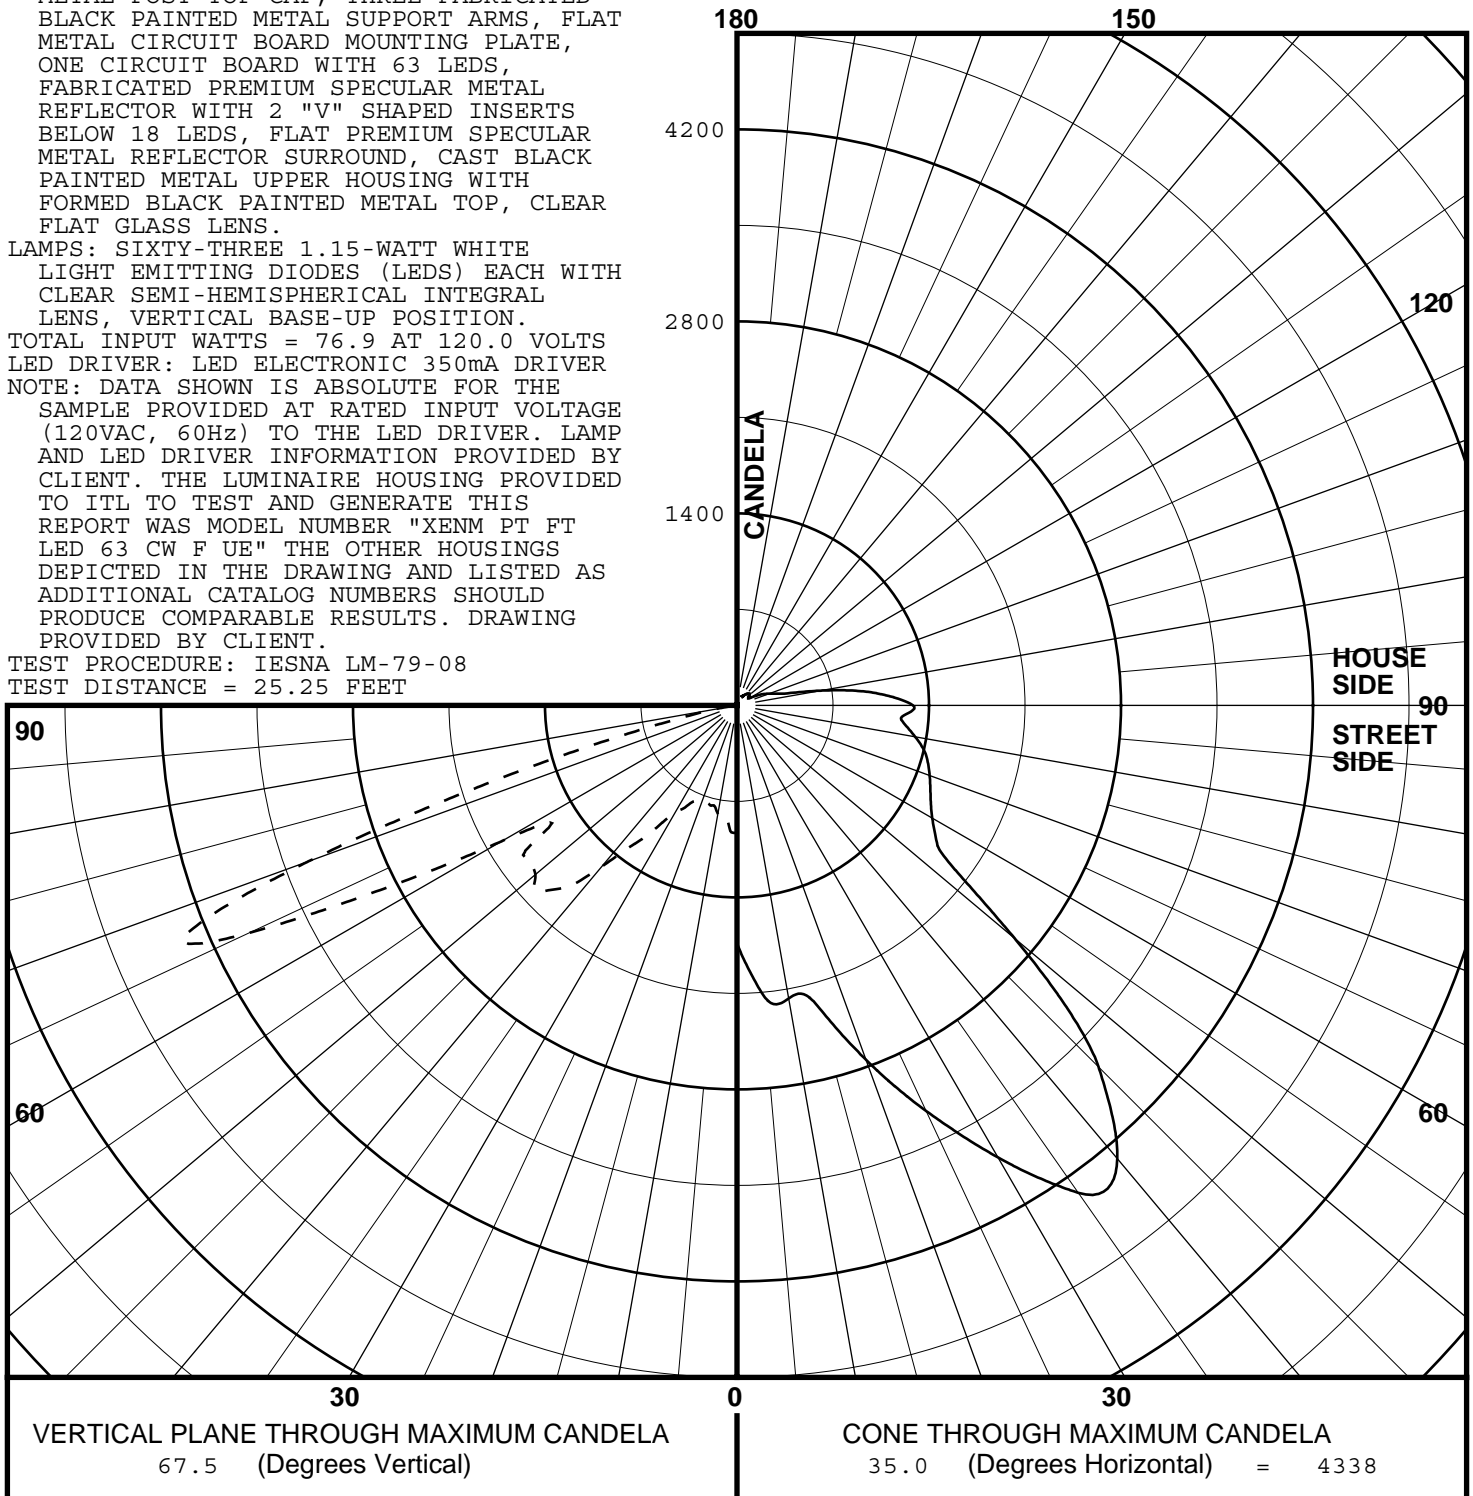 METAL POST TOP CAP, THREE FABRICATED
BLACK PAINTED METAL SUPPORT ARMS, FLAT
METAL CIRCUIT BOARD MOUNTING PLATE,
ONE CIRCUIT BOARD WITH 63 LEDS,
FABRICATED PREMIUM SPECULAR METAL
REFLECTOR WITH 2 "V" SHAPED INSERTS
BELOW 18 LEDS, FLAT PREMIUM SPECULAR
METAL REFLECTOR SURROUND, CAST BLACK
PAINTED METAL UPPER HOUSING WITH
FORMED BLACK PAINTED METAL TOP, CLEAR
FLAT GLASS LENS.
LAMPS: SIXTY-THREE 1.15-WATT WHITE
LIGHT EMITTING DIODES (LEDS) EACH WITH
CLEAR SEMI-HEMISPHERICAL INTEGRAL
LENS, VERTICAL BASE-UP POSITION.
TOTAL INPUT WATTS = 76.9 AT 120.0 VOLTS
LED DRIVER: LED ELECTRONIC 350mA DRIVER
NOTE: DATA SHOWN IS ABSOLUTE FOR THE
SAMPLE PROVIDED AT RATED INPUT VOLTAGE
(120VAC, 60Hz) TO THE LED DRIVER. LAMP
AND LED DRIVER INFORMATION PROVIDED BY
CLIENT. THE LUMINAIRE HOUSING PROVIDED
TO ITL TO TEST AND GENERATE THIS
REPORT WAS MODEL NUMBER "XENM PT FT
LED 63 CW F UE" THE OTHER HOUSINGS
DEPICTED IN THE DRAWING AND LISTED AS
ADDITIONAL CATALOG NUMBERS SHOULD
PRODUCE COMPARABLE RESULTS. DRAWING
PROVIDED BY CLIENT.
TEST PROCEDURE: IESNA LM-79-08
TEST DISTANCE = 25.25 FEET
180
150
4200
120
2800
CANDELA
1400
HOUSE
SIDE
90
90
STREET
SIDE
60
60
30
0
30
VERTICAL PLANE THROUGH MAXIMUM CANDELA
67.5 (Degrees Vertical)
CONE THROUGH MAXIMUM CANDELA
35.0 (Degrees Horizontal) = 4338